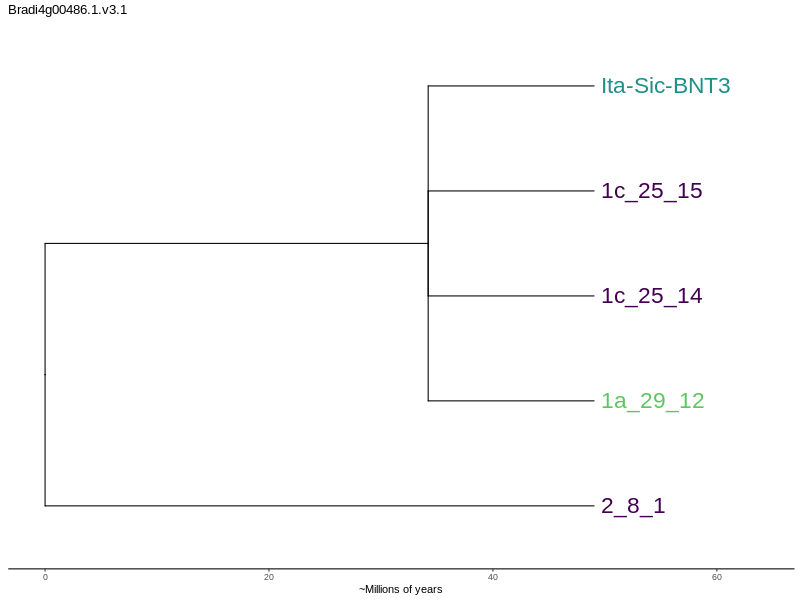 Bradi4g00486.1.v3.1
Ita-Sic-BNT3
1c_25_15
1c_25_14
1a_29_12
2_8_1
0 20 40 60
~Millions of years